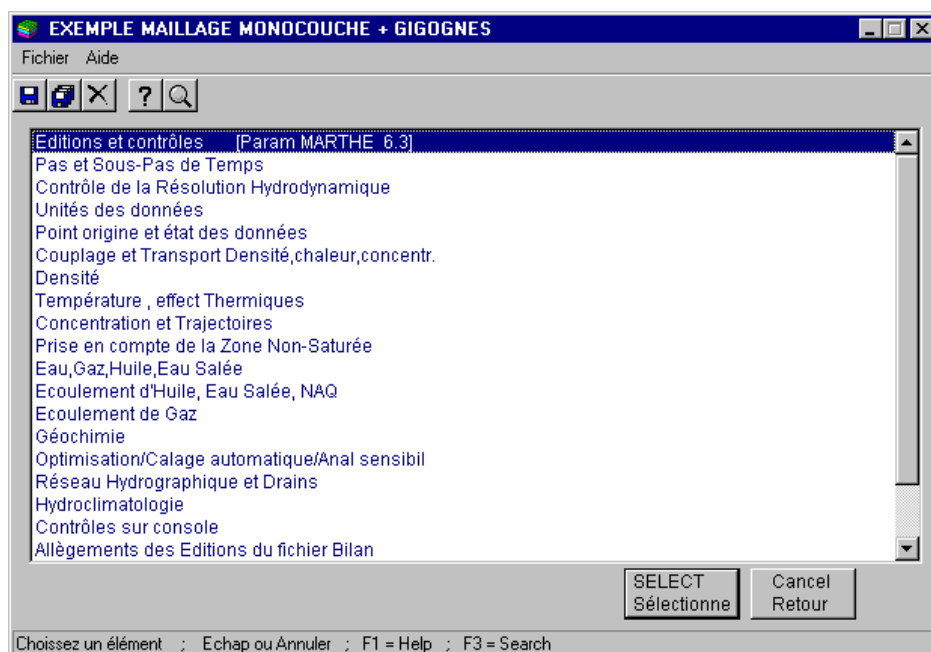 EXEMPLE MAILLAGE MONOCOUCHE + GIGOGNES
Fichier Aide
?
Editions et contrôles [Param MARTHE 6.3]
Pas et Sous-Pas de Temps
Contrôle de la Résolution Hydrodynamique
Unités des données
Point origine et état des données
Couplage et Transport Densité,chaleur,concentr.
Densité
Température , effect Thermiques
Concentration et Trajectoires
Prise en compte de la Zone Non-Saturée
Eau,Gaz,Huile,Eau Salée
Ecoulement d'Huile, Eau Salée, NAQ
Ecoulement de Gaz
Géochimie
Optimisation/Calage automatique/Anal sensibil
Réseau Hydrographique et Drains
Hydroclimatologie
Contrôles sur console
Allègements des Editions du fichier Bilan
SELECT Cancel
Sélectionne Retour
Choissez un élément ; Echap ou Annuler ; F1 = Help ; F3 = Search